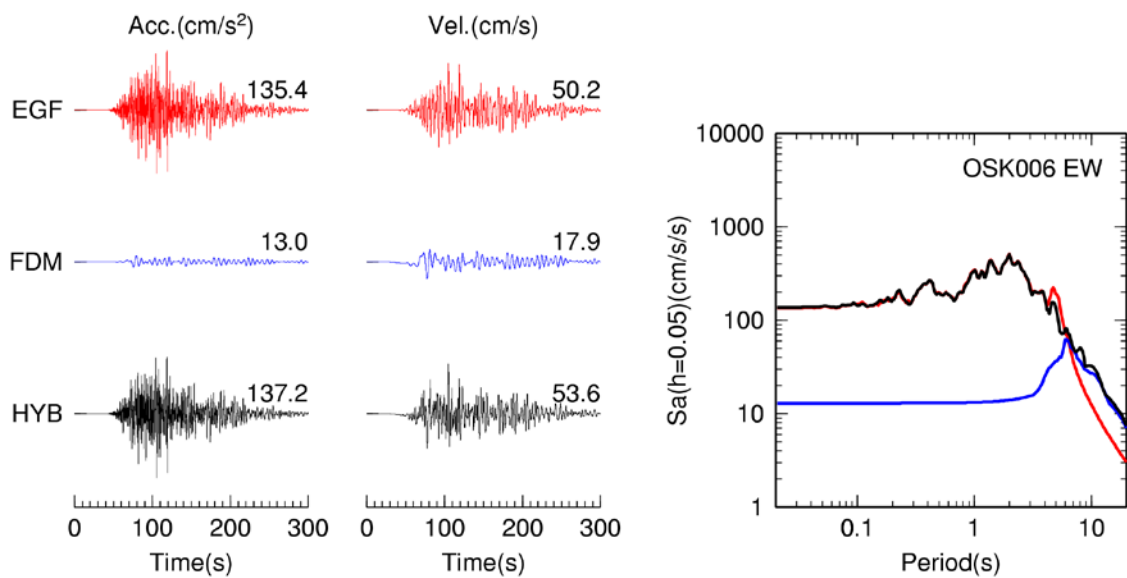 Acc.(cm/s²) Vel.(cm/s)
EGF 135.4 50.2
FDM 13.0 17.9
HYB 137.2 53.6
0 100 200 300 0 100 200 300
Time(s) Time(s)
OSK006 EW
Sa(h=0.05)(cm/s/s)
10000
1000
100
10
1
0.1 1 10
Period(s)